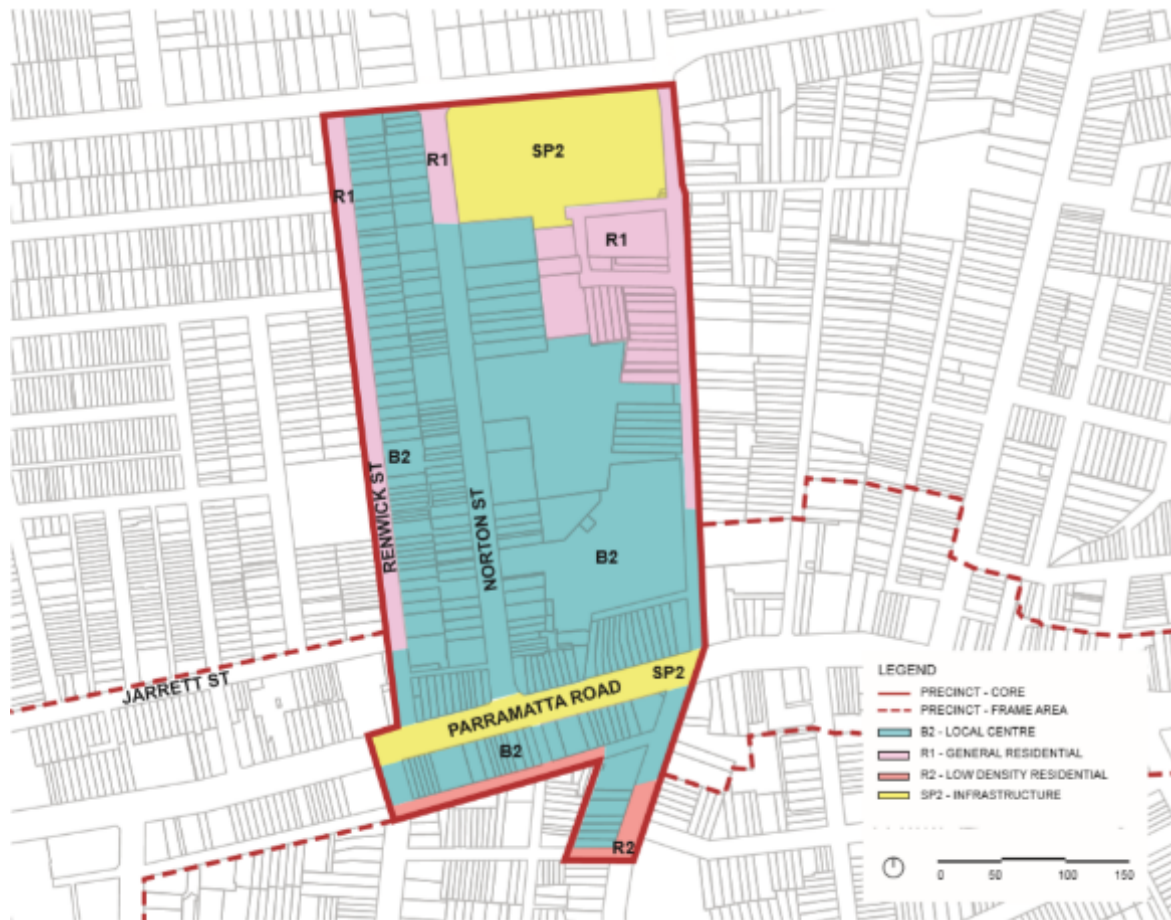 SP2
R1
R1
R1
B2
RENWICK ST
NORTON ST
B2
SP2
JARRETT ST
PARRAMATTA ROAD
B2
R2
LEGEND
PRECINCT - CORE
PRECINCT - FRAME AREA
B2 - LOCAL CENTRE
R1 - GENERAL RESIDENTIAL
R2 - LOW DENSITY RESIDENTIAL
SP2 - INFRASTRUCTURE
0 50 100 150